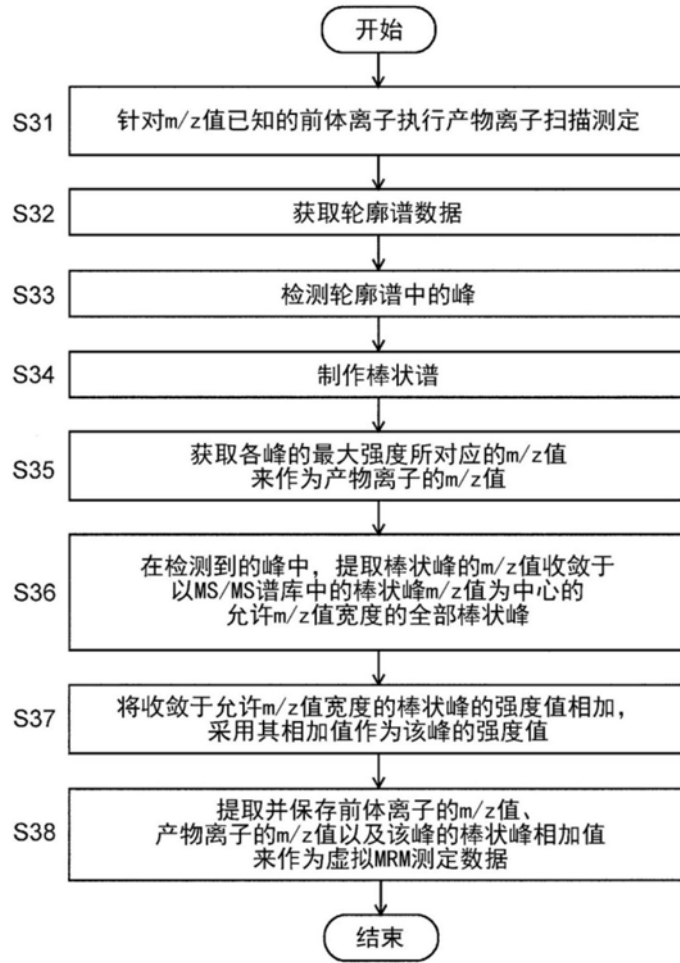 开始
S31
针对m/z值已知的前体离子执行产物离子扫描测定
S32
获取轮廓谱数据
S33
检测轮廓谱中的峰
S34
制作棒状谱
S35
获取各峰的最大强度所对应的m/z值
来作为产物离子的m/z值
S36
在检测到的峰中，提取棒状峰的m/z值收敛于
以MS/MS谱库中的棒状峰m/z值为中心的
允许m/z值宽度的全部棒状峰
S37
将收敛于允许m/z值宽度的棒状峰的强度值相加，
采用其相加值作为该峰的强度值
S38
提取并保存前体离子的m/z值、
产物离子的m/z值以及该峰的棒状峰相加值
来作为虚拟MRM测定数据
结束